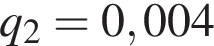 q₂ = 0,004